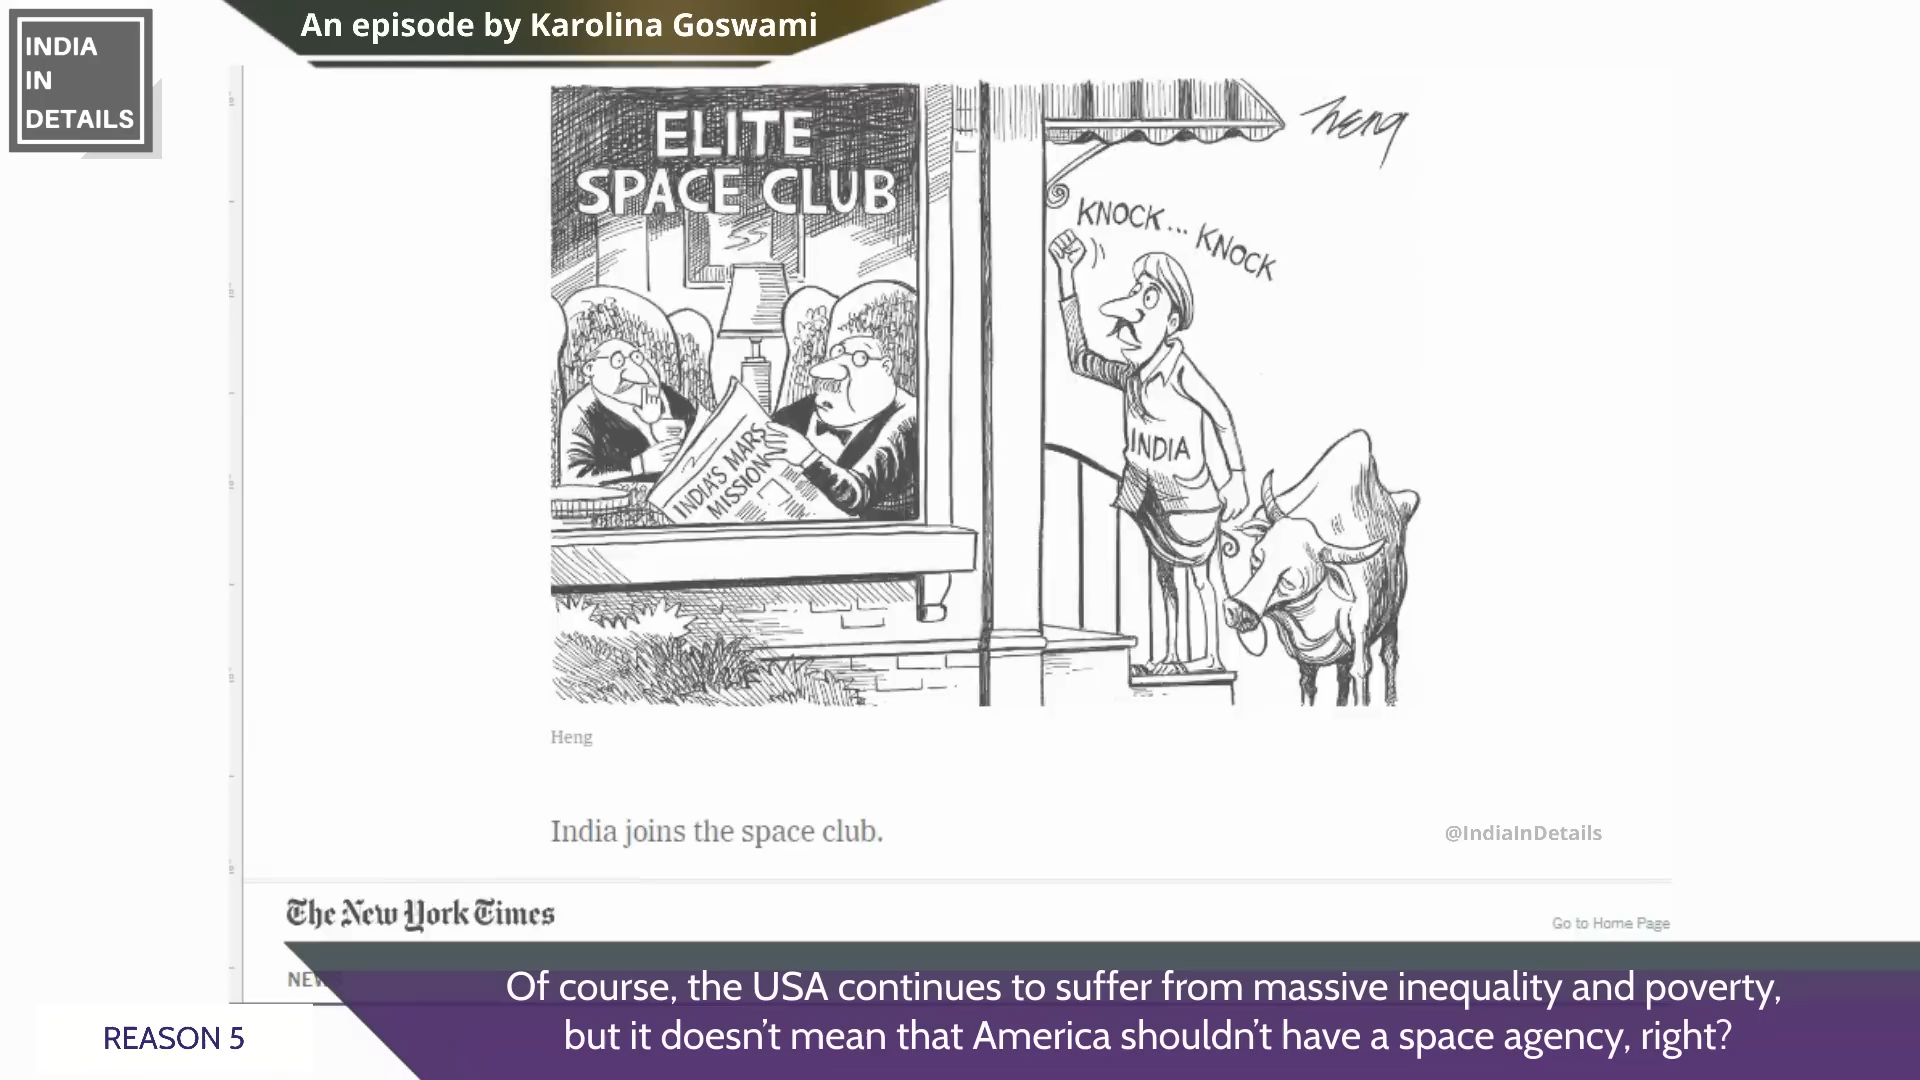 An episode by Karolina Goswami
INDIA
IN
DETAILS
ELITE
SPACE CLUB
Heng
KNOCK... KNOCK
INDIA'S MARS
MISSION
INDIA
Heng
India joins the space club.
@IndiaInDetails
The New York Times
Go to Home Page
NEWS
Of course, the USA continues to suffer from massive inequality and poverty,
but it doesn't mean that America shouldn't have a space agency, right?
REASON 5